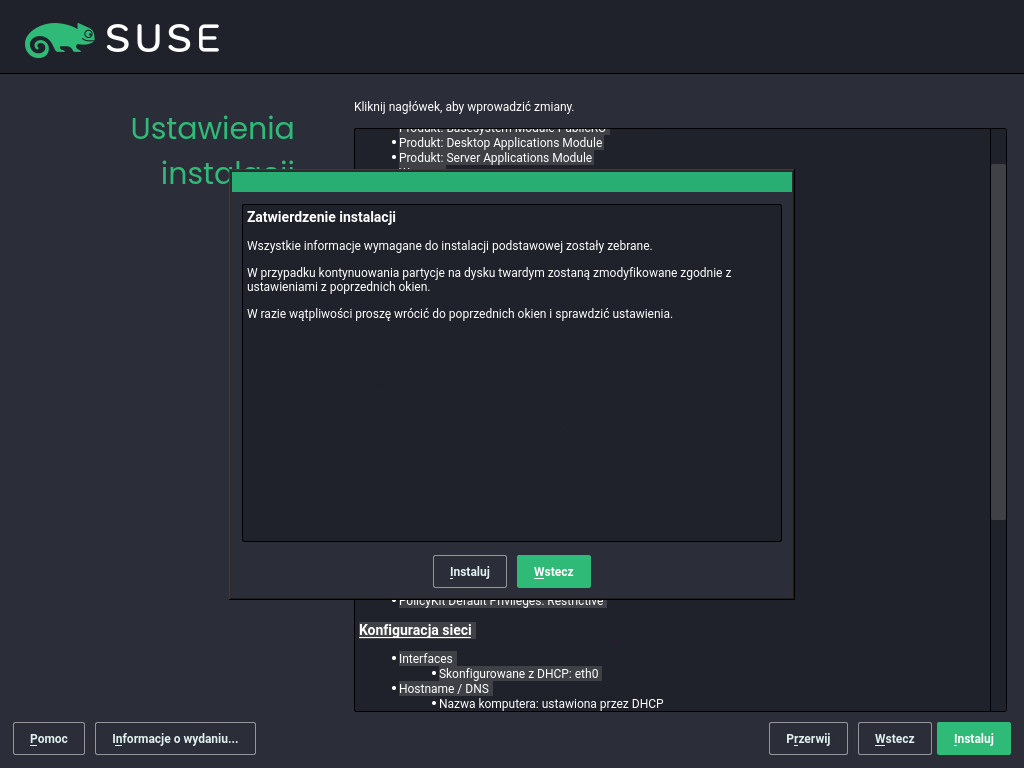 SUSE
Ustawienia
instalacji
Kliknij nagłówek, aby wprowadzić zmiany.
Produkt: Basesystem Module
• Produkt: Desktop Applications Module
• Produkt: Server Applications Module
Zatwierdzenie instalacji
Wszystkie informacje wymagane do instalacji podstawowej zostały zebrane.
W przypadku kontynuowania partycje na dysku twardym zostaną zmodyfikowane zgodnie z
ustawieniami z poprzednich okien.
W razie wątpliwości proszę wrócić do poprzednich okien i sprawdzić ustawienia.
Instaluj Wstecz
• PolicyKit Default Privileges: Restrictive
Konfiguracja sieci
• Interfaces
• Skonfigurowane z DHCP: eth0
• Hostname / DNS
• Nazwa komputera: ustawiona przez DHCP
Pomoc Informacje o wydaniu... Przerwij Wstecz Instaluj